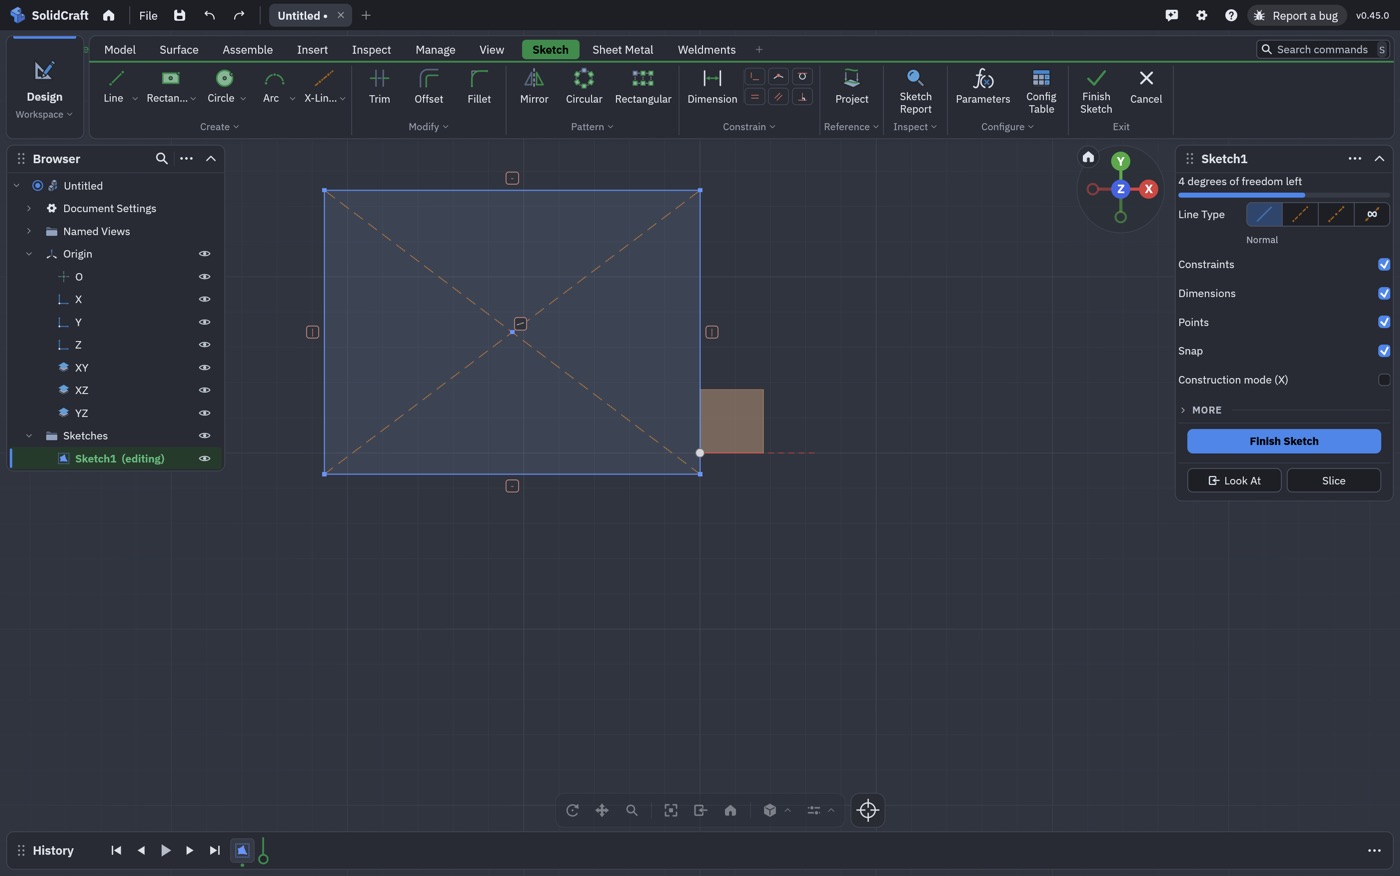 SolidCraft
File
Untitled •
Report a bug
v0.45.0
Design
Workspace
Model
Surface
Assemble
Insert
Inspect
Manage
View
Sketch
Sheet Metal
Weldments
Search commands
S
Line
Rectan...
Circle
Arc
X-Lin...
Create
Trim
Offset
Fillet
Modify
Mirror
Circular
Rectangular
Pattern
Dimension
Constrain
Project
Reference
Sketch
Report
Inspect
Parameters
Config
Table
Configure
Finish
Sketch
Cancel
Exit
Browser
Untitled
Document Settings
Named Views
Origin
O
X
Y
Z
XY
XZ
YZ
Sketches
Sketch1 (editing)
Y
Z
X
Sketch1
4 degrees of freedom left
Line Type
Normal
Constraints
Dimensions
Points
Snap
Construction mode (X)
MORE
Finish Sketch
Look At
Slice
History